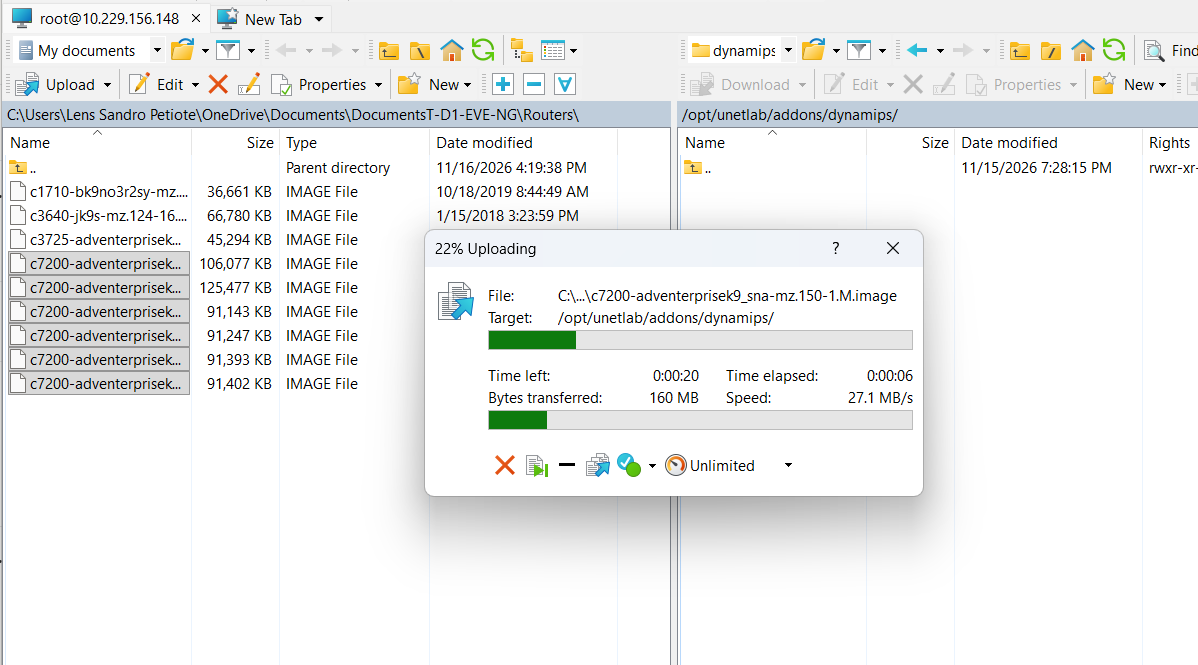 root@10.229.156.148 × New Tab
My documents
dynamips Find
Upload Edit Properties New
Download Edit Properties New
C:\Users\Lens Sandro Petiote\OneDrive\Documents\DocumentsT-D1-EVE-NG\Routers\
/opt/unetlab/addons/dynamips/
Name Size Type Date modified
Name Size Date modified Rights
.. Parent directory 11/16/2026 4:19:38 PM
.. 11/15/2026 7:28:15 PM rwxr-xr-
c1710-bk9no3r2sy-mz.... 36,661 KB IMAGE File 10/18/2019 8:44:49 AM
c3640-jk9s-mz.124-16.... 66,780 KB IMAGE File 1/15/2018 3:23:59 PM
c3725-adventerprisek... 45,294 KB IMAGE File
c7200-adventerprisek... 106,077 KB IMAGE File
c7200-adventerprisek... 125,477 KB IMAGE File
c7200-adventerprisek... 91,143 KB IMAGE File
c7200-adventerprisek... 91,247 KB IMAGE File
c7200-adventerprisek... 91,393 KB IMAGE File
c7200-adventerprisek... 91,402 KB IMAGE File
22% Uploading ? ×
File: C:\...\c7200-adventerprisek9_sna-mz.150-1.M.image
Target: /opt/unetlab/addons/dynamips/
Time left: 0:00:20 Time elapsed: 0:00:06
Bytes transferred: 160 MB Speed: 27.1 MB/s
Unlimited